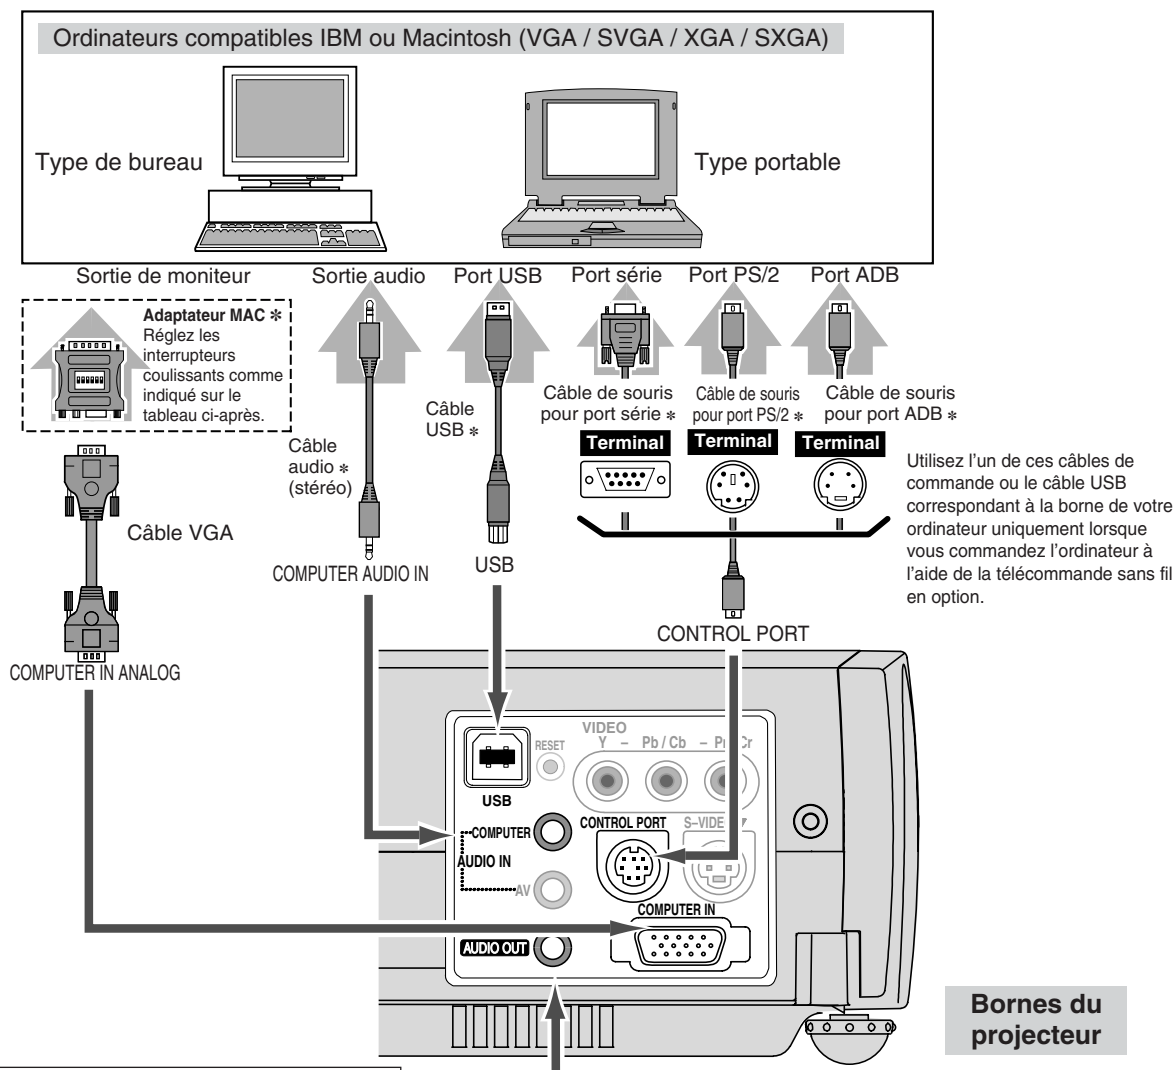 Ordinateurs compatibles IBM ou Macintosh (VGA / SVGA / XGA / SXGA)
Type de bureau
Type portable
Sortie de moniteur
Sortie audio
Port USB
Port série
Port PS/2
Port ADB
Adaptateur MAC *
Réglez les
interrupteurs
coulissants comme
indiqué sur le
tableau ci-après.
Câble de souris
pour port série *
Câble de souris
pour port PS/2 *
Câble de souris
pour port ADB *
Câble
USB *
Terminal
Terminal
Terminal
Câble
audio *
(stéréo)
Utilisez l’un de ces câbles de
commande ou le câble USB
correspondant à la borne de votre
ordinateur uniquement lorsque
vous commandez l’ordinateur à
l’aide de la télécommande sans fil
en option.
Câble VGA
COMPUTER AUDIO IN
USB
CONTROL PORT
COMPUTER IN ANALOG
VIDEO
RESET
Y – Pb / Cb – Pr / Cr
USB
COMPUTER
CONTROL PORT
S–VIDEO
AUDIO IN
AV
COMPUTER IN
AUDIO OUT
Bornes du
projecteur